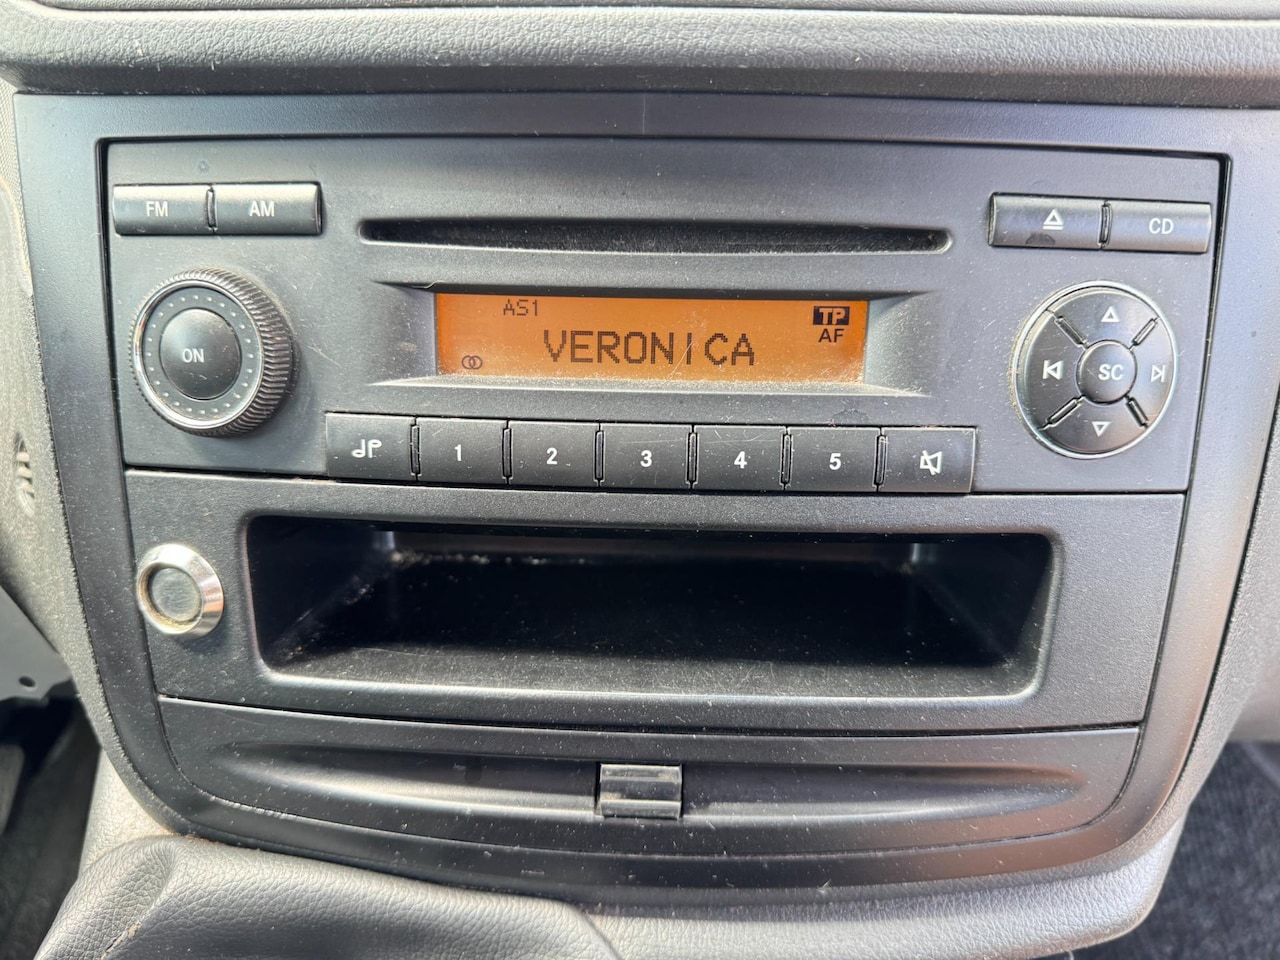 FM AM
CD
AS1 TP
VERONICA AF
ON
SC
1 2 3 4 5